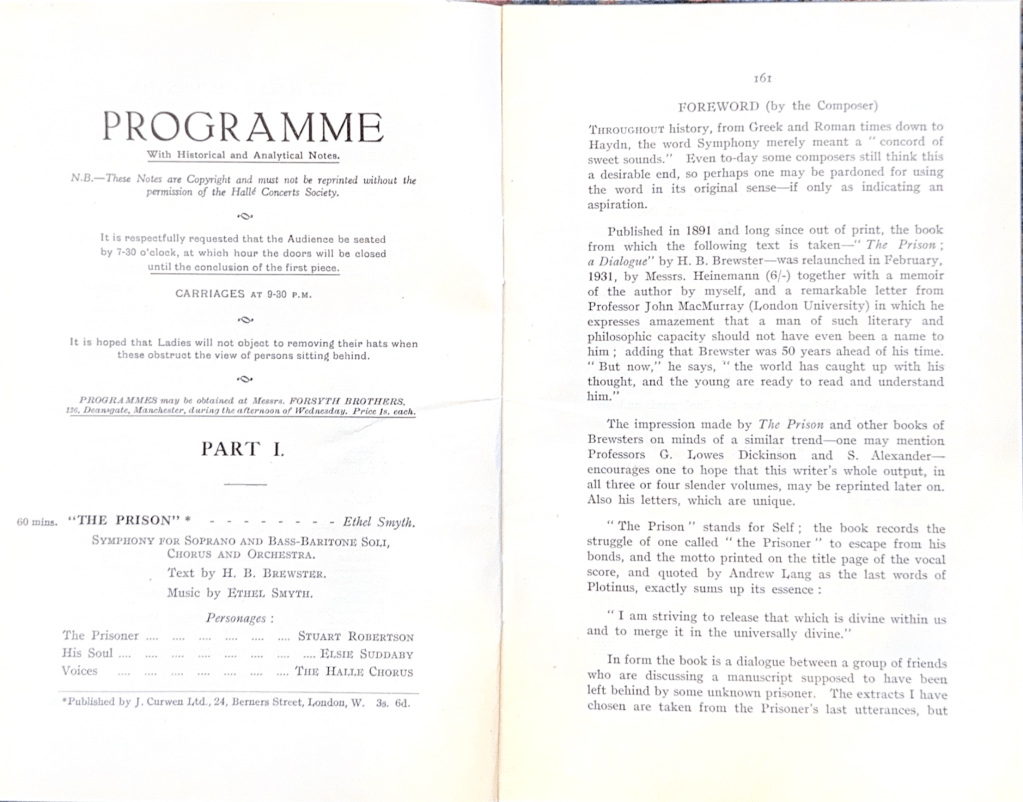 PROGRAMME
With Historical and Analytical Notes.
N.B.—These Notes are Copyright and must not be reprinted without the
permission of the Hallé Concerts Society.
It is respectfully requested that the Audience be seated
by 7-30 o'clock, at which hour the doors will be closed
until the conclusion of the first piece.
CARRIAGES AT 9-30 P.M.
It is hoped that Ladies will not object to removing their hats when
these obstruct the view of persons sitting behind.
PROGRAMMES may be obtained at Messrs. FORSYTH BROTHERS,
126, Deansgate, Manchester, during the afternoon of Wednesday. Price 1s. each.
PART I.
60 mins. "THE PRISON" * - - - - - - - - Ethel Smyth.
SYMPHONY FOR SOPRANO AND BASS-BARITONE SOLI,
CHORUS AND ORCHESTRA.
Text by H. B. BREWSTER.
Music by ETHEL SMYTH.
Personages :
The Prisoner .... .... .... .... .... .... STUART ROBERTSON
His Soul .... .... .... .... .... .... .... .... ELSIE SUDDABY
Voices .... .... .... .... .... .... .... THE HALLE CHORUS
*Published by J. Curwen Ltd., 24, Berners Street, London, W. 3s. 6d.
161
FOREWORD (by the Composer)
THROUGHOUT history, from Greek and Roman times down to
Haydn, the word Symphony merely meant a " concord of
sweet sounds." Even to-day some composers still think this
a desirable end, so perhaps one may be pardoned for using
the word in its original sense—if only as indicating an
aspiration.
Published in 1891 and long since out of print, the book
from which the following text is taken—" The Prison ;
a Dialogue" by H. B. Brewster—was relaunched in February,
1931, by Messrs. Heinemann (6/-) together with a memoir
of the author by myself, and a remarkable letter from
Professor John MacMurray (London University) in which he
expresses amazement that a man of such literary and
philosophic capacity should not have even been a name to
him ; adding that Brewster was 50 years ahead of his time.
" But now," he says, " the world has caught up with his
thought, and the young are ready to read and understand
him."
The impression made by The Prison and other books of
Brewsters on minds of a similar trend—one may mention
Professors G. Lowes Dickinson and S. Alexander—
encourages one to hope that this writer's whole output, in
all three or four slender volumes, may be reprinted later on.
Also his letters, which are unique.
" The Prison " stands for Self ; the book records the
struggle of one called " the Prisoner " to escape from his
bonds, and the motto printed on the title page of the vocal
score, and quoted by Andrew Lang as the last words of
Plotinus, exactly sums up its essence :
" I am striving to release that which is divine within us
and to merge it in the universally divine."
In form the book is a dialogue between a group of friends
who are discussing a manuscript supposed to have been
left behind by some unknown prisoner. The extracts I have
chosen are taken from the Prisoner's last utterances, but